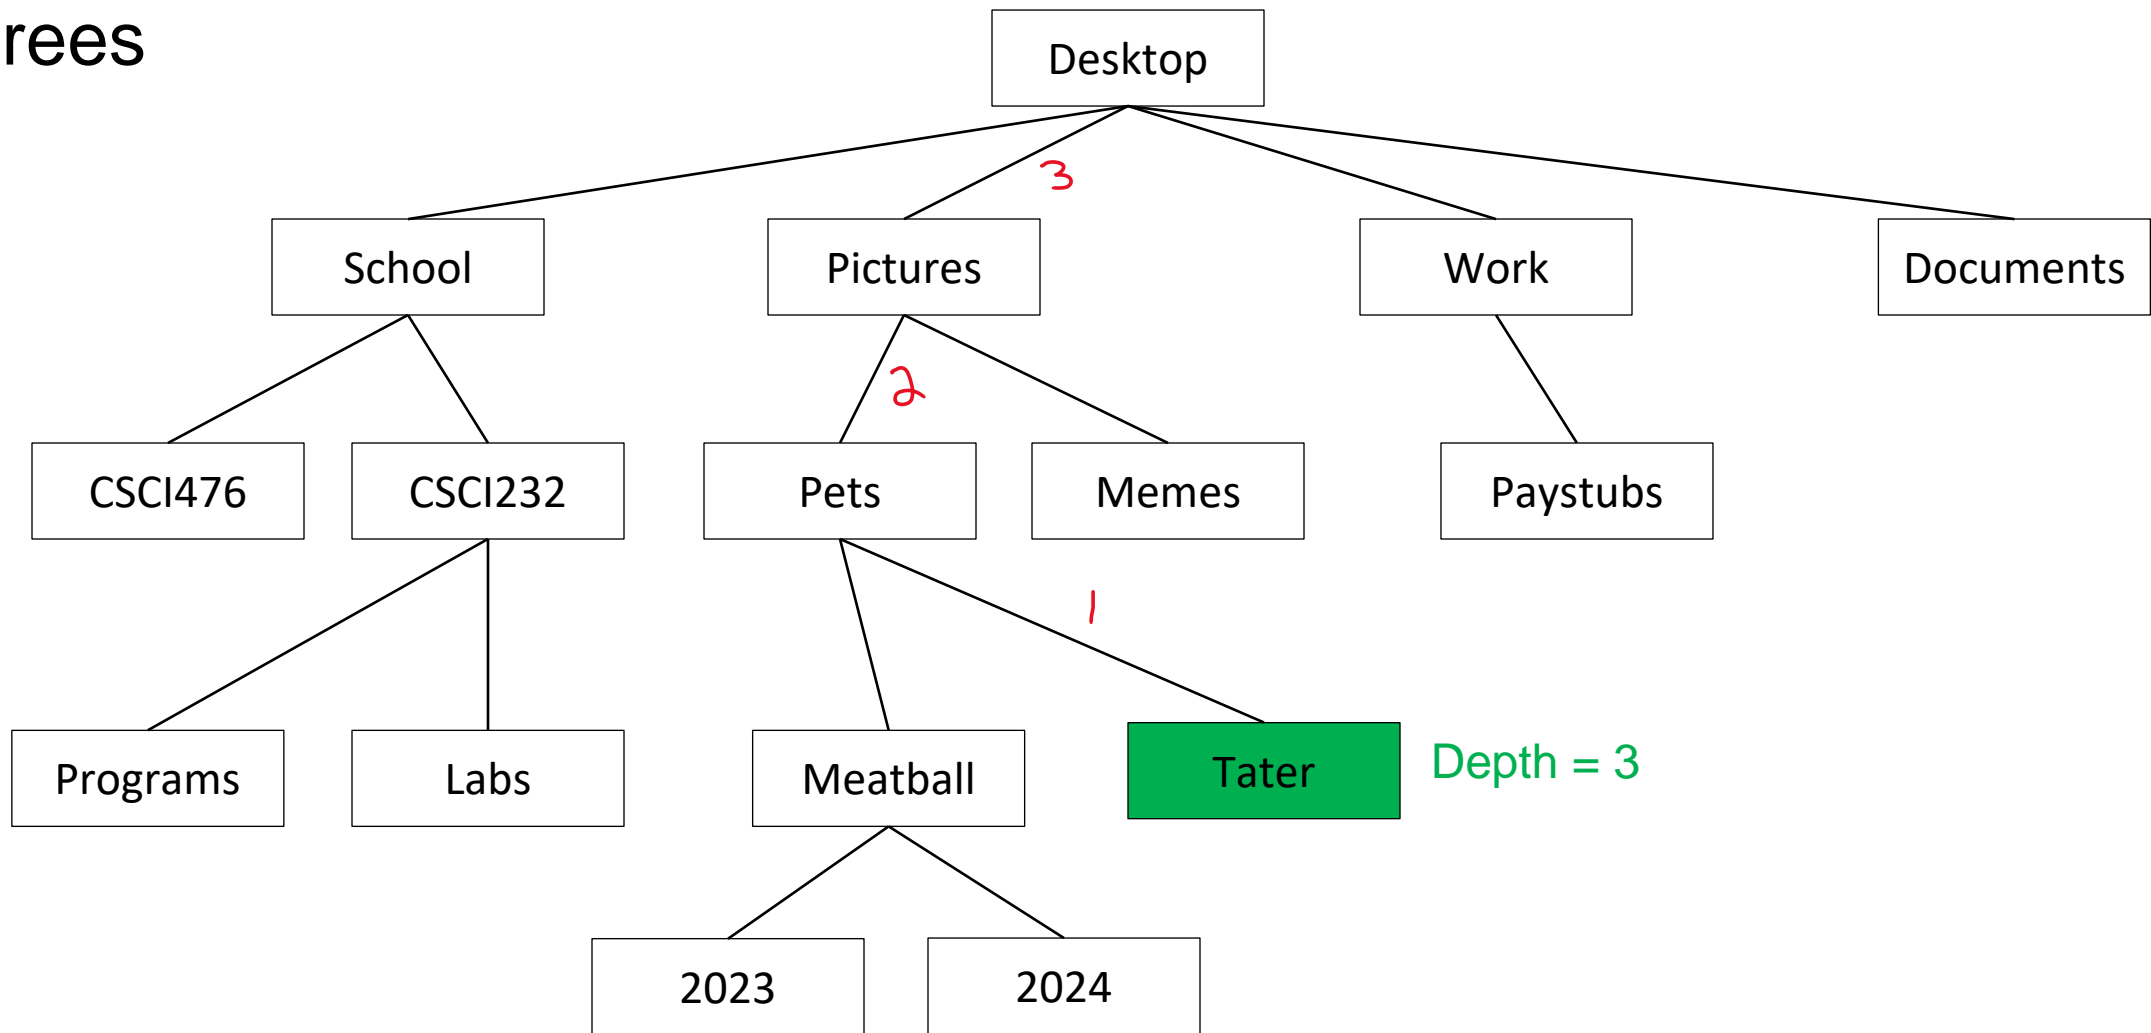 rees
Desktop
3
School
Pictures
Work
Documents
2
CSCI476
CSCI232
Pets
Memes
Paystubs
1
Programs
Labs
Meatball
Tater
Depth = 3
2023
2024